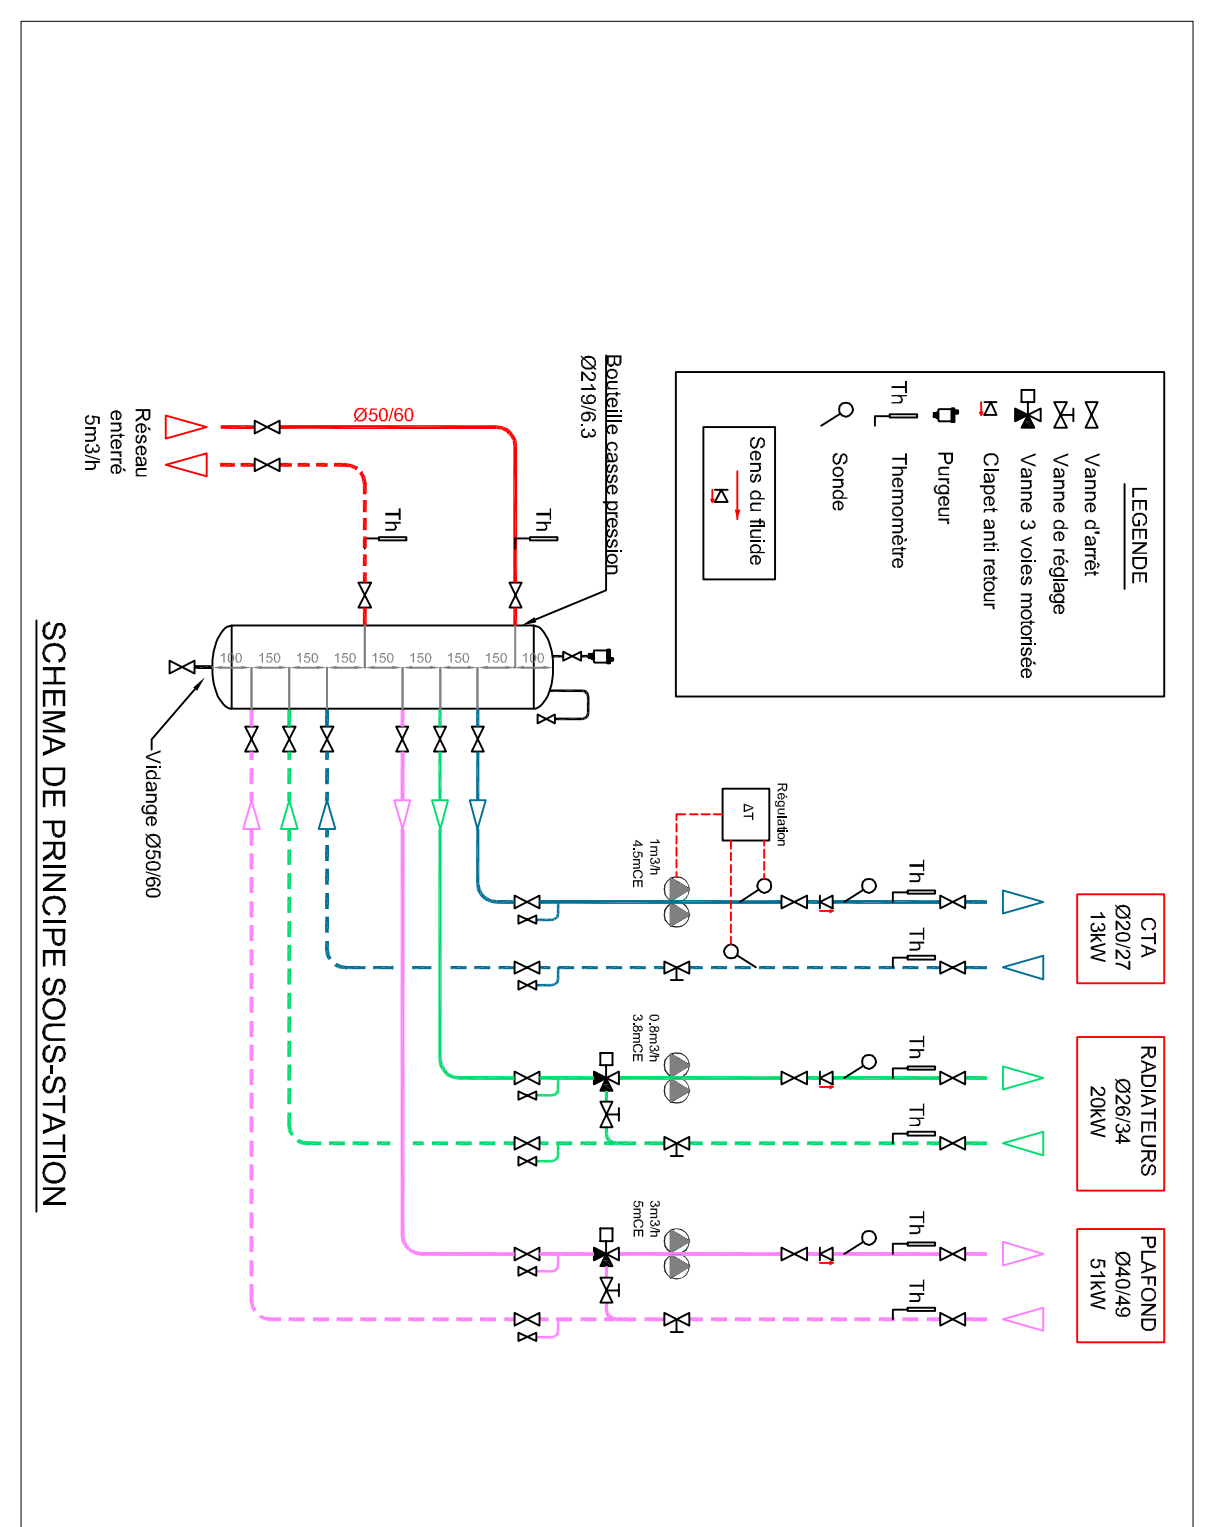 LEGENDE
Vanne d'arrêt
Vanne de réglage
Vanne 3 voies motorisée
Clapet anti retour
Purgeur
Th
Themomètre
Sonde
Sens du fluide
CTA
Ø20/27
13kW
RADIATEURS
Ø26/34
20kW
PLAFOND
Ø40/49
51kW
Th
Th
Th
Th
Th
Th
Régulation
ΔT
1m3/h
4.5mCE
0.8m3/h
3.8mCE
3m3/h
5mCE
Bouteille casse pression
Ø219/6.3
Th
Th
Ø50/60
100
150
150
150
150
150
150
150
100
Réseau
enterré
5m3/h
Vidange Ø50/60
SCHEMA DE PRINCIPE SOUS-STATION